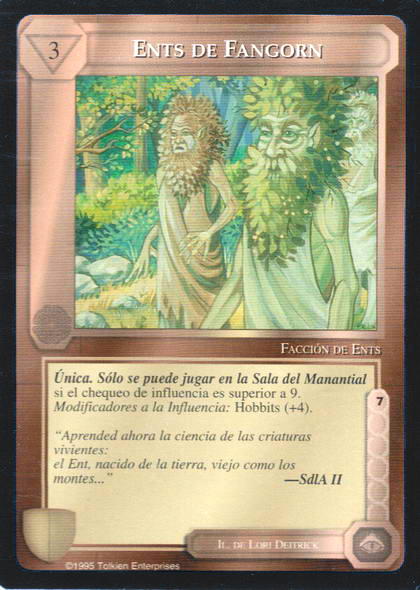 3
ENTS DE FANGORN
FACCIÓN DE ENTS
Única. Sólo se puede jugar en la Sala del Manantial
si el chequeo de influencia es superior a 9.
Modificadores a la Influencia: Hobbits (+4).
7
“Aprended ahora la ciencia de las criaturas
vivientes:
el Ent, nacido de la tierra, viejo como los
montes...” —SdlA II
IL. DE LORI DEITRICK
©1995 Tolkien Enterprises